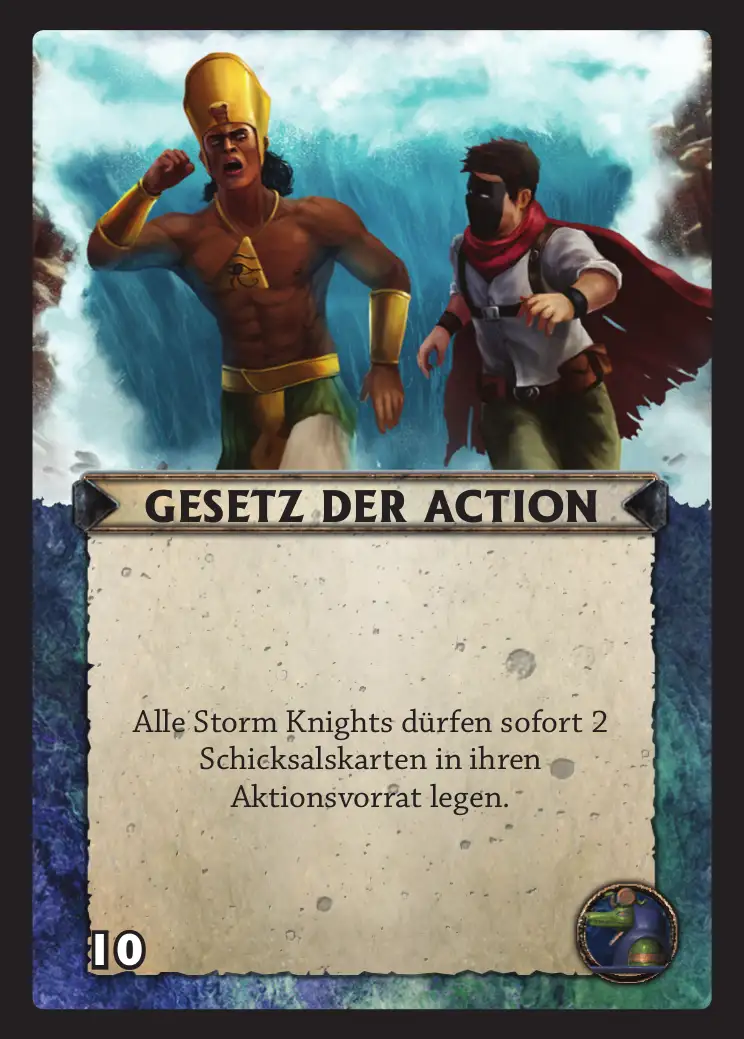 GESETZ DER ACTION
Alle Storm Knights dürfen sofort 2
Schicksalskarten in ihren
Aktionsvorrat legen.
10